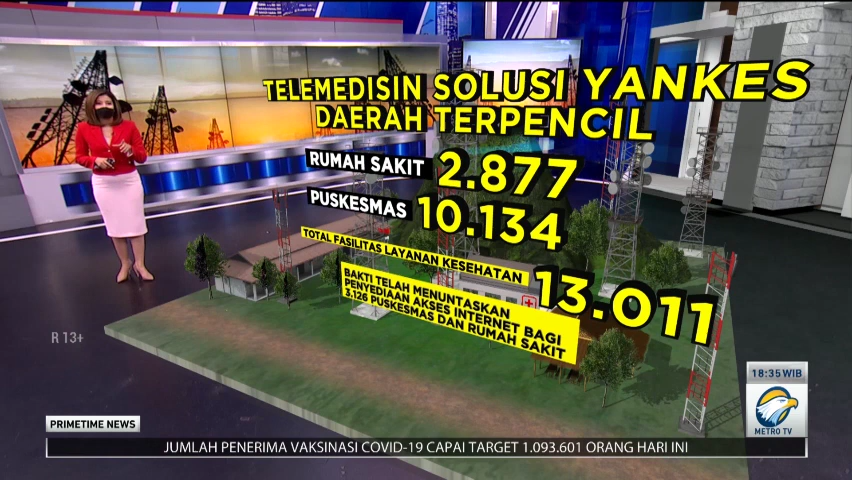 TELEMEDISIN SOLUSI YANKES
DAERAH TERPENCIL
RUMAH SAKIT 2.877
PUSKESMAS 10.134
TOTAL FASILITAS LAYANAN KESEHATAN 13.011
BAKTI TELAH MENUNTASKAN
PENYEDIAAN AKSES INTERNET BAGI
3.126 PUSKESMAS DAN RUMAH SAKIT
R 13+
18:35 WIB
METRO TV
PRIMETIME NEWS
JUMLAH PENERIMA VAKSINASI COVID-19 CAPAI TARGET 1.093.601 ORANG HARI INI